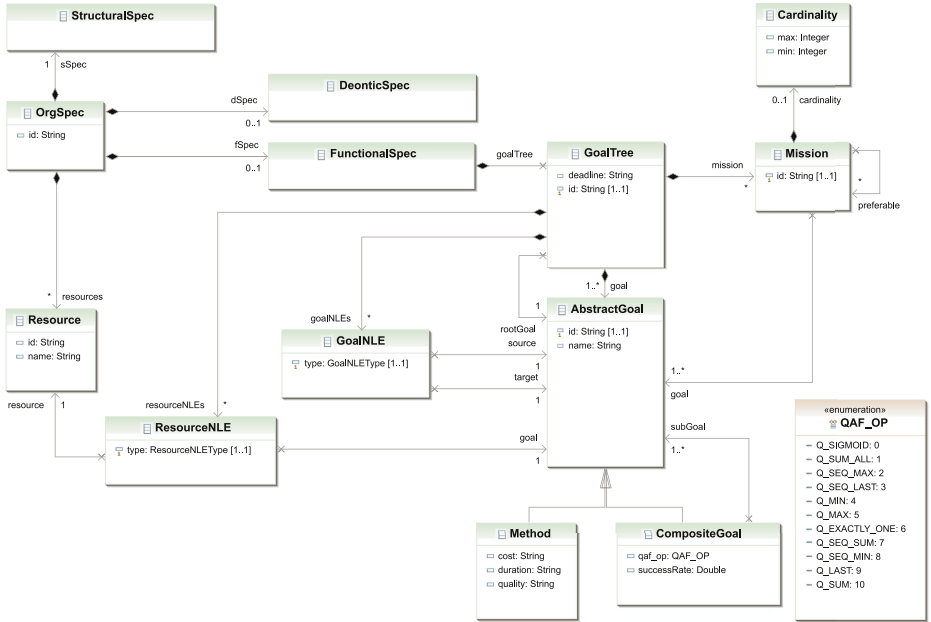 StructuralSpec
Cardinality
max: Integer
min: Integer
1 sSpec
0..1 cardinality
OrgSpec
id: String
dSpec
0..1
DeonticSpec
fSpec
0..1
FunctionalSpec
goalTree
GoalTree
deadline: String
id: String [1..1]
mission
*
Mission
id: String [1..1]
*
preferable
* resources
Resource
id: String
name: String
resource 1
goalNLEs *
GoalNLE
type: GoalNLEType [1..1]
resourceNLEs *
ResourceNLE
type: ResourceNLEType [1..1]
1..* goal
1
rootGoal
source
1
target
1
goal
1
AbstractGoal
id: String [1..1]
name: String
1..*
goal
subGoal
1..*
Method
cost: String
duration: String
quality: String
CompositeGoal
qaf_op: QAF_OP
successRate: Double
«enumeration»
QAF_OP
Q_SIGMOID: 0
Q_SUM_ALL: 1
Q_SEQ_MAX: 2
Q_SEQ_LAST: 3
Q_MIN: 4
Q_MAX: 5
Q_EXACTLY_ONE: 6
Q_SEQ_SUM: 7
Q_SEQ_MIN: 8
Q_LAST: 9
Q_SUM: 10